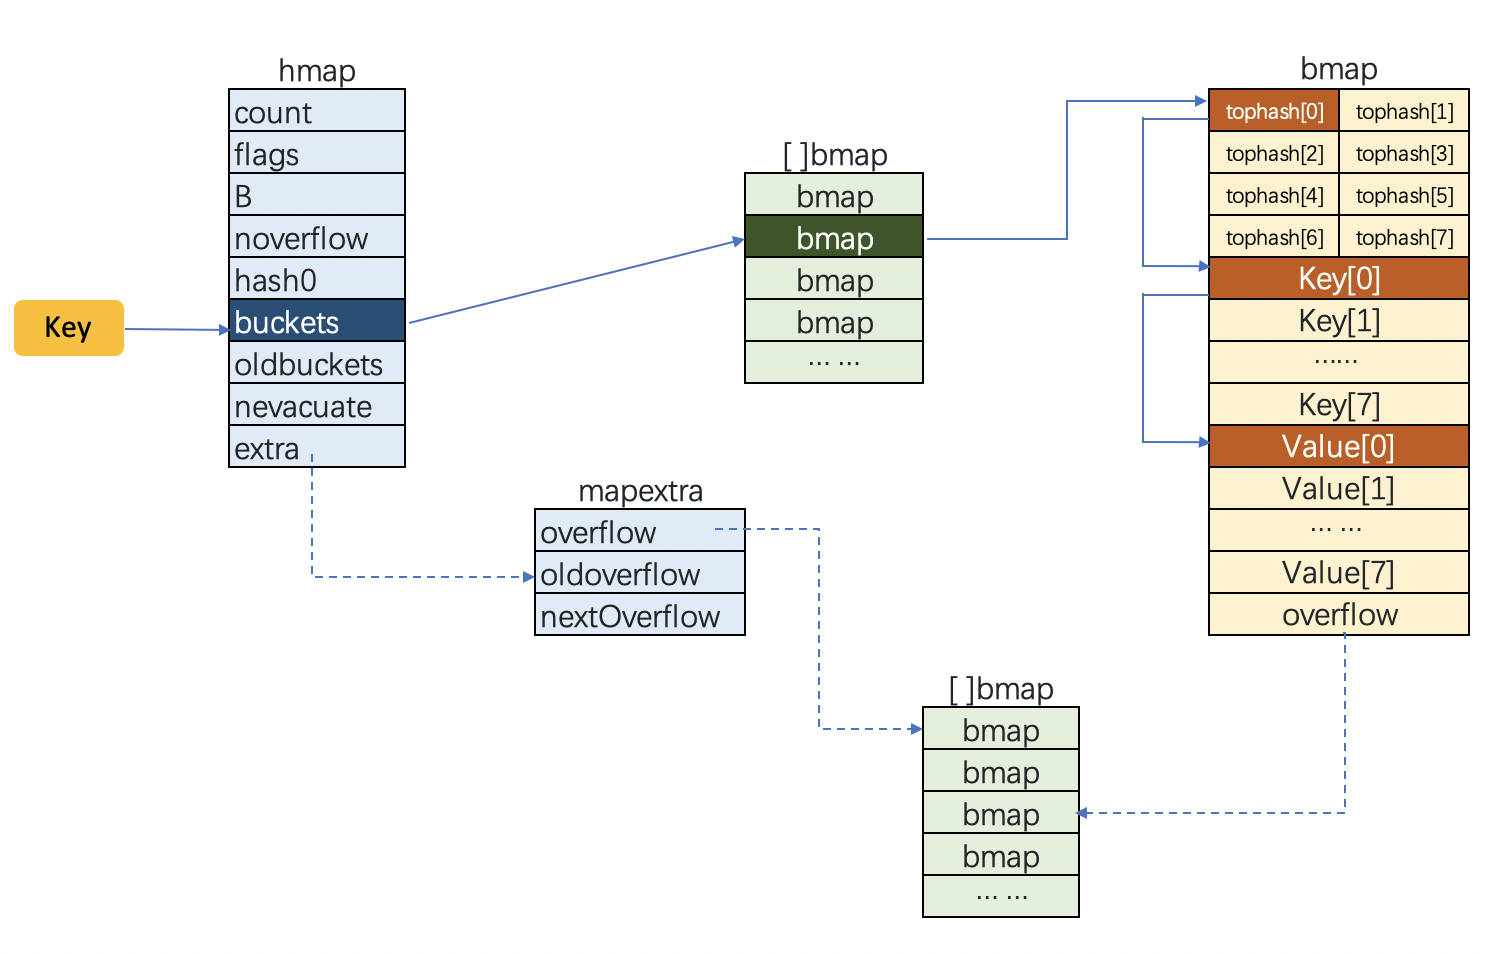 hmap
count
flags
B
noverflow
hash0
buckets
oldbuckets
nevacuate
extra
Key
[ ]bmap
bmap
bmap
bmap
bmap
... ...
bmap
tophash[0] tophash[1]
tophash[2] tophash[3]
tophash[4] tophash[5]
tophash[6] tophash[7]
Key[0]
Key[1]
......
Key[7]
Value[0]
Value[1]
... ...
Value[7]
overflow
mapextra
overflow
oldoverflow
nextOverflow
[ ]bmap
bmap
bmap
bmap
bmap
... ...